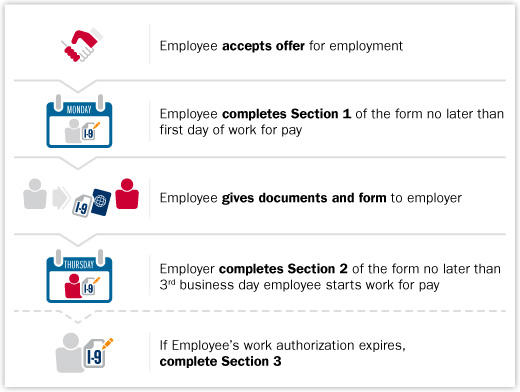 Employee accepts offer for employment
MONDAY
I-9
Employee completes Section 1 of the form no later than
first day of work for pay
I-9
Employee gives documents and form to employer
THURSDAY
I-9
Employer completes Section 2 of the form no later than
3rd business day employee starts work for pay
I-9
If Employee's work authorization expires,
complete Section 3